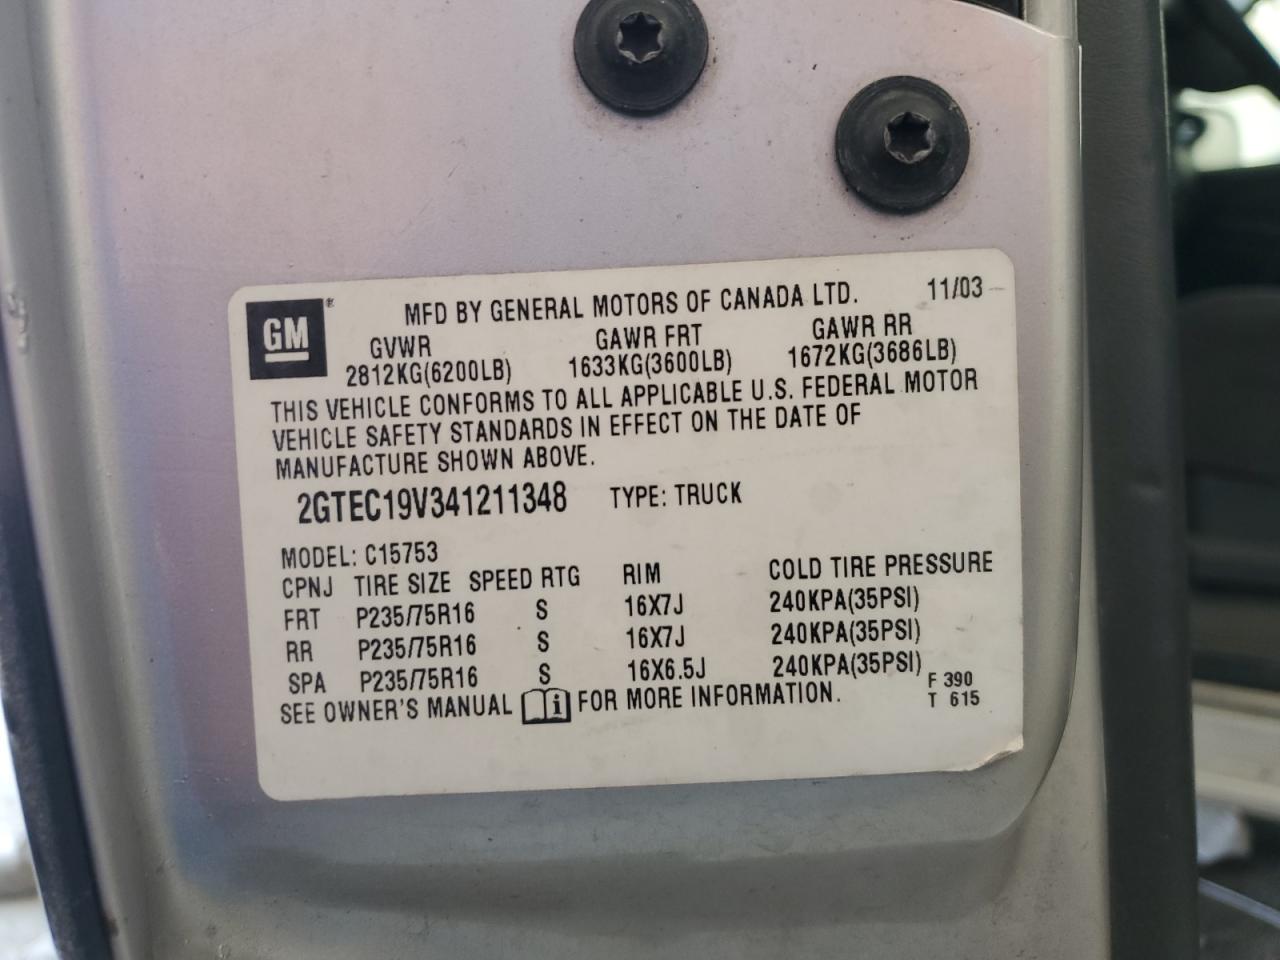 GM ®
MFD BY GENERAL MOTORS OF CANADA LTD. 11/03
GVWR GAWR FRT GAWR RR
2812KG(6200LB) 1633KG(3600LB) 1672KG(3686LB)
THIS VEHICLE CONFORMS TO ALL APPLICABLE U.S. FEDERAL MOTOR
VEHICLE SAFETY STANDARDS IN EFFECT ON THE DATE OF
MANUFACTURE SHOWN ABOVE.
2GTEC19V341211348 TYPE: TRUCK
MODEL: C15753
CPNJ TIRE SIZE SPEED RTG RIM COLD TIRE PRESSURE
FRT P235/75R16 S 16X7J 240KPA(35PSI)
RR P235/75R16 S 16X7J 240KPA(35PSI)
SPA P235/75R16 S 16X6.5J 240KPA(35PSI)
SEE OWNER'S MANUAL i FOR MORE INFORMATION.
F 390
T 615